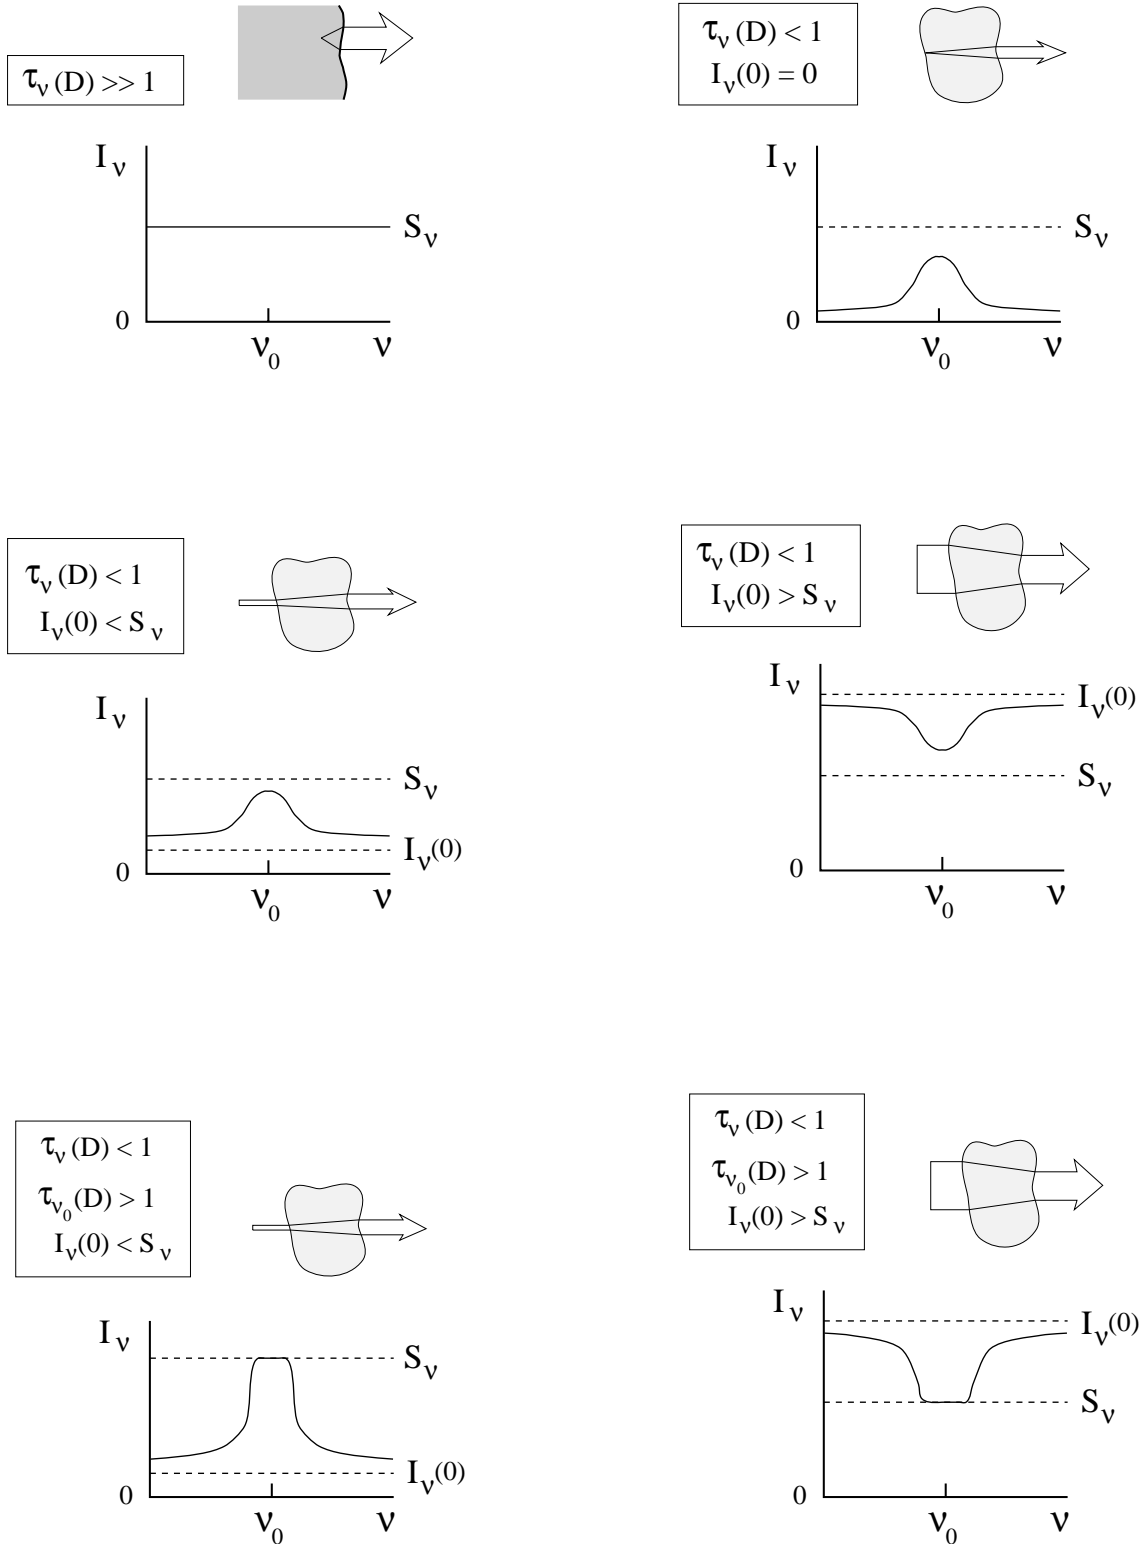 τν (D) >> 1
Iν
Sν
0
ν0
ν
τν (D) < 1
Iν(0) = 0
Iν
Sν
0
ν0
ν
τν (D) < 1
Iν(0) < Sν
Iν
Sν
Iν(0)
0
ν0
ν
τν (D) < 1
Iν(0) > Sν
Iν
Iν(0)
Sν
0
ν0
ν
τν (D) < 1
τν0(D) > 1
Iν(0) < Sν
Iν
Sν
Iν(0)
0
ν0
ν
τν (D) < 1
τν0(D) > 1
Iν(0) > Sν
Iν
Iν(0)
Sν
0
ν0
ν